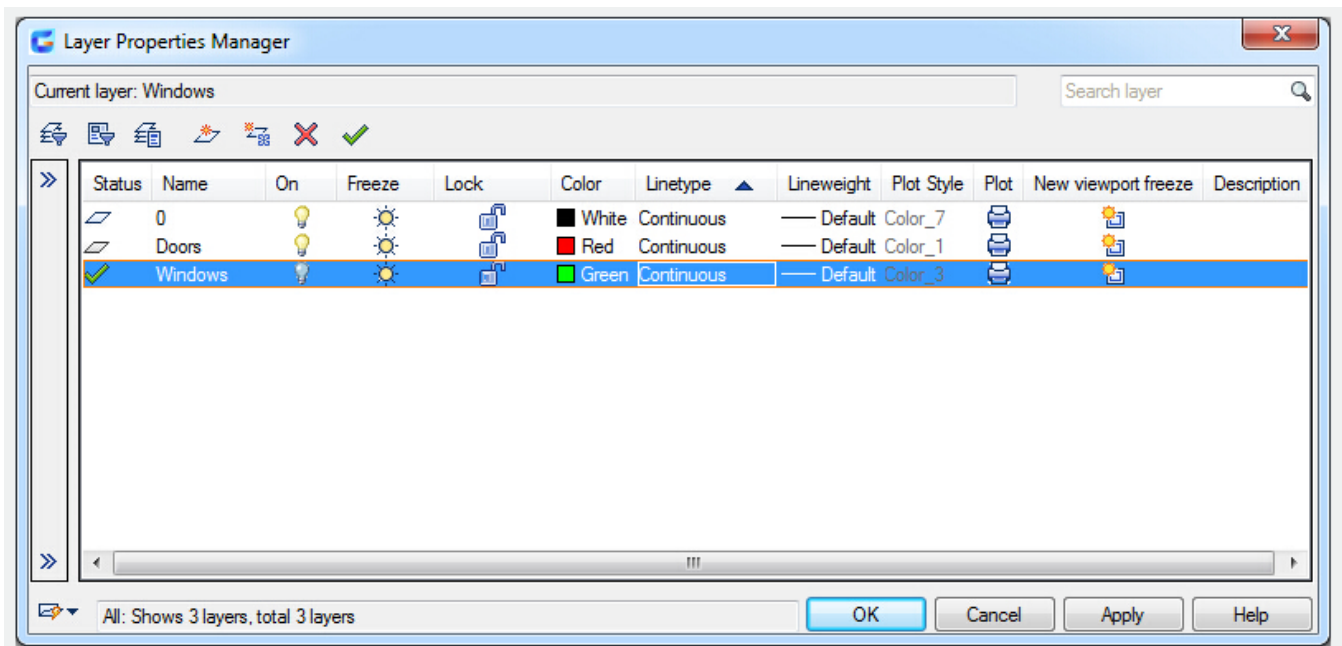 Layer Properties Manager
Current layer: Windows
Search layer
Status Name On Freeze Lock Color Linetype Lineweight Plot Style Plot New viewport freeze Description
0 White Continuous Default Color_7
Doors Red Continuous Default Color_1
Windows Green Continuous Default Color_3
All: Shows 3 layers, total 3 layers
OK Cancel Apply Help